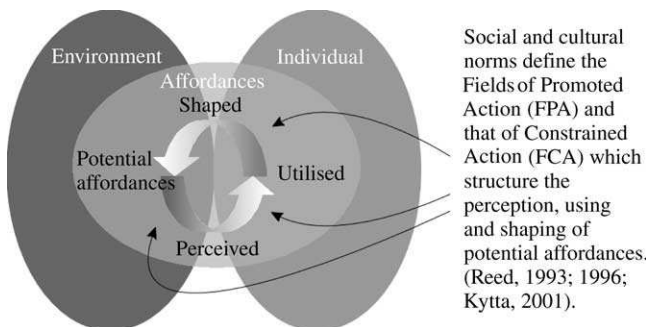 Environment
Individual
Affordances
Shaped
Potential
affordances
Utilised
Perceived
Social and cultural
norms define the
Fields of Promoted
Action (FPA) and
that of Constrained
Action (FCA) which
structure the
perception, using
and shaping of
potential affordances.
(Reed, 1993; 1996;
Kytta, 2001).